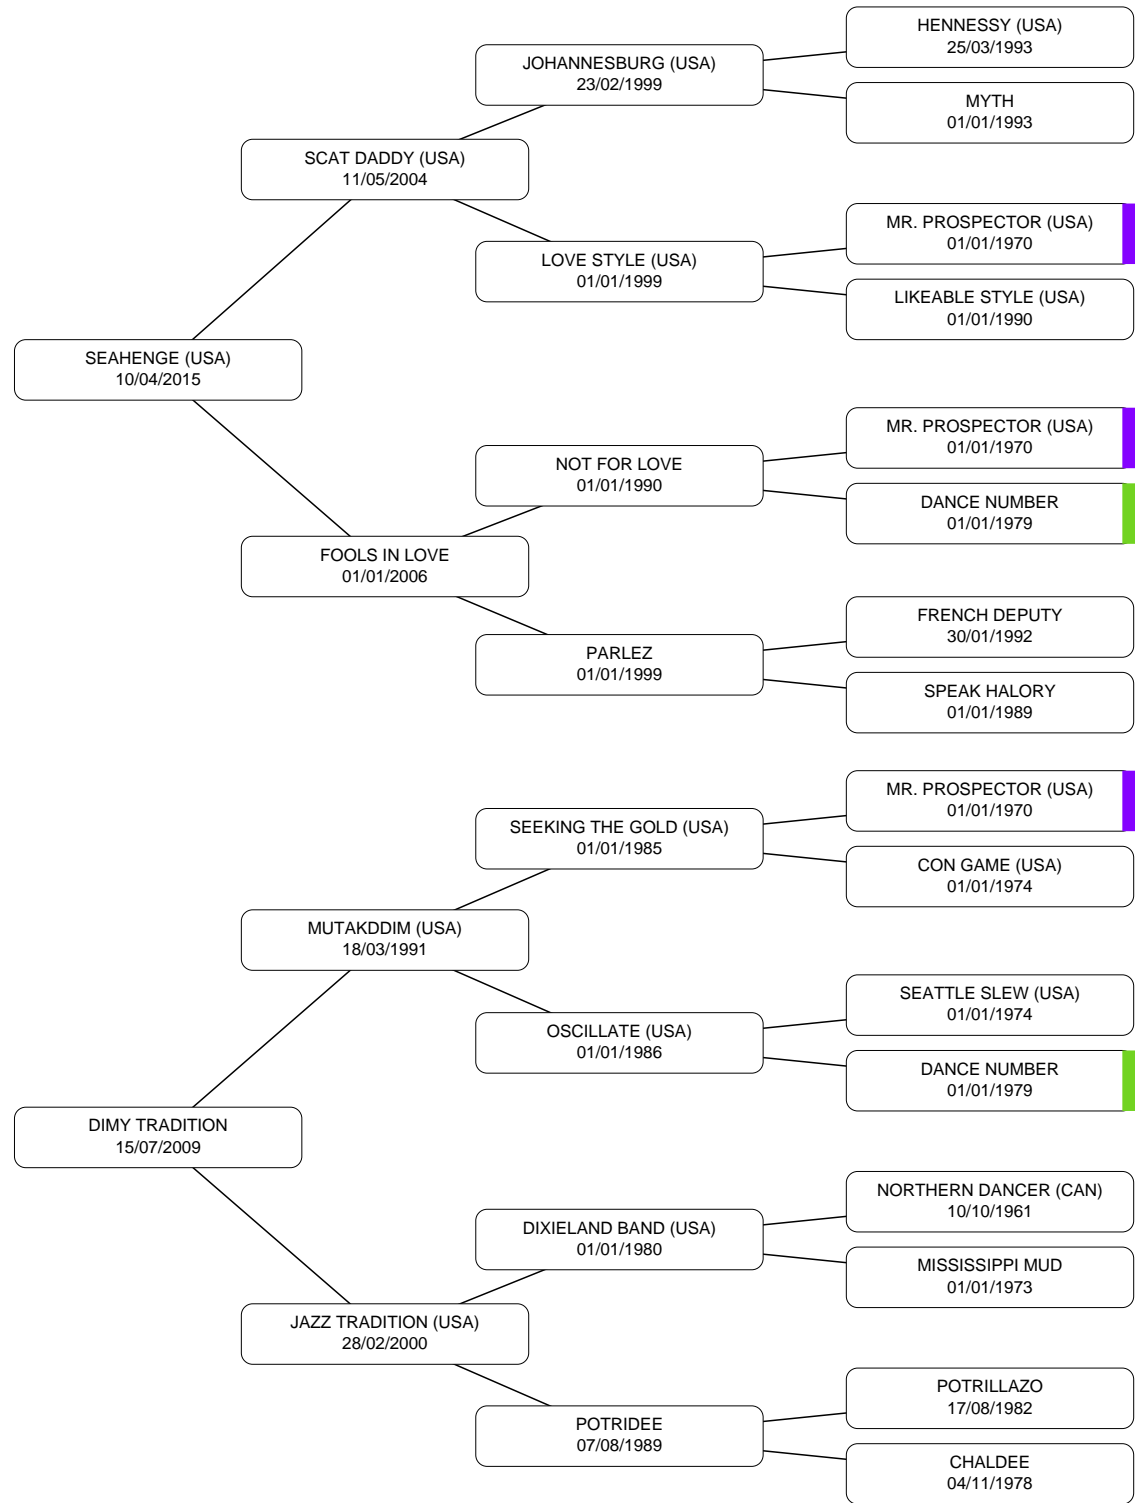 HENNESSY (USA)
25/03/1993
JOHANNESBURG (USA)
23/02/1999
MYTH
01/01/1993
SCAT DADDY (USA)
11/05/2004
MR. PROSPECTOR (USA)
01/01/1970
LOVE STYLE (USA)
01/01/1999
LIKEABLE STYLE (USA)
01/01/1990
SEAHENGE (USA)
10/04/2015
MR. PROSPECTOR (USA)
01/01/1970
NOT FOR LOVE
01/01/1990
DANCE NUMBER
01/01/1979
FOOLS IN LOVE
01/01/2006
FRENCH DEPUTY
30/01/1992
PARLEZ
01/01/1999
SPEAK HALORY
01/01/1989
MR. PROSPECTOR (USA)
01/01/1970
SEEKING THE GOLD (USA)
01/01/1985
CON GAME (USA)
01/01/1974
MUTAKDDIM (USA)
18/03/1991
SEATTLE SLEW (USA)
01/01/1974
OSCILLATE (USA)
01/01/1986
DANCE NUMBER
01/01/1979
DIMY TRADITION
15/07/2009
NORTHERN DANCER (CAN)
10/10/1961
DIXIELAND BAND (USA)
01/01/1980
MISSISSIPPI MUD
01/01/1973
JAZZ TRADITION (USA)
28/02/2000
POTRILLAZO
17/08/1982
POTRIDEE
07/08/1989
CHALDEE
04/11/1978